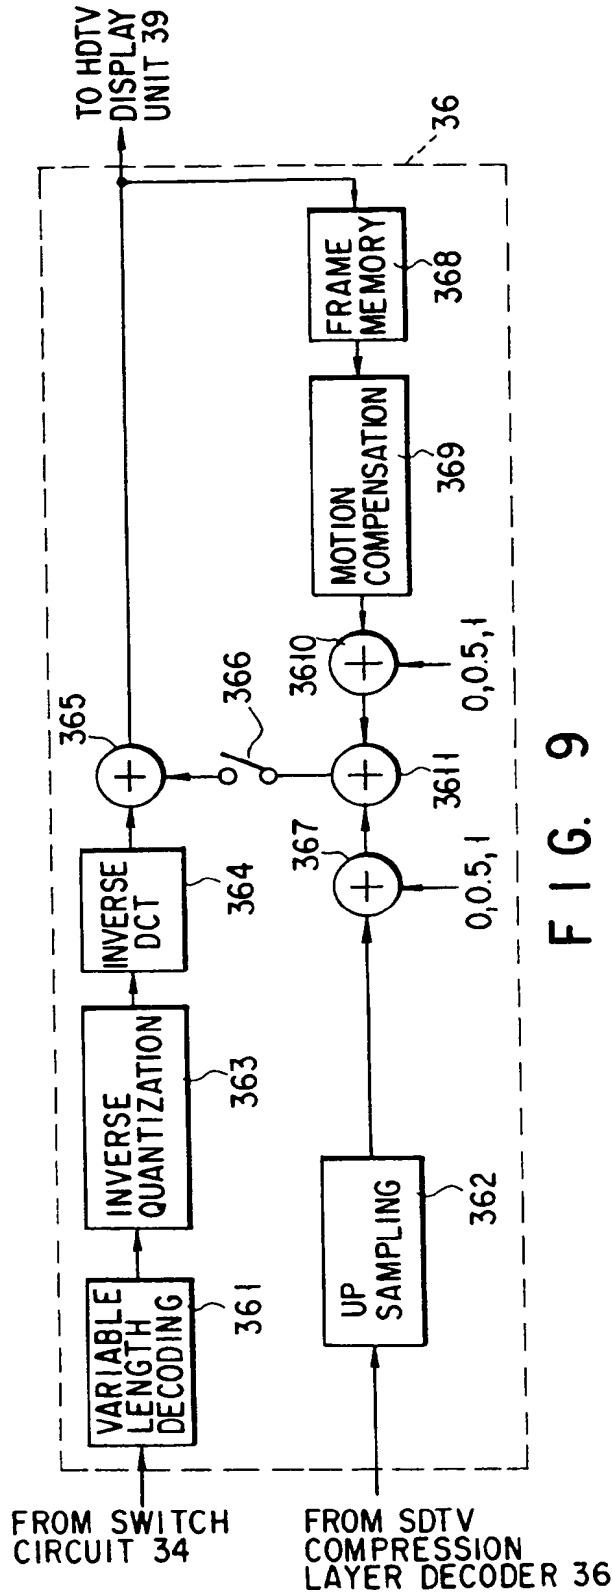 FROM SWITCH
CIRCUIT 34
VARIABLE
LENGTH
DECODING
361
INVERSE
QUANTIZATION
363
INVERSE
DCT
364
365
366
TO HDTV
DISPLAY
UNIT 39
36
FROM SDTV
COMPRESSION
LAYER DECODER 36
UP
SAMPLING
362
367
0,0.5,1
3611
3610
0,0.5,1
MOTION
COMPENSATION
369
FRAME
MEMORY
368
FIG. 9